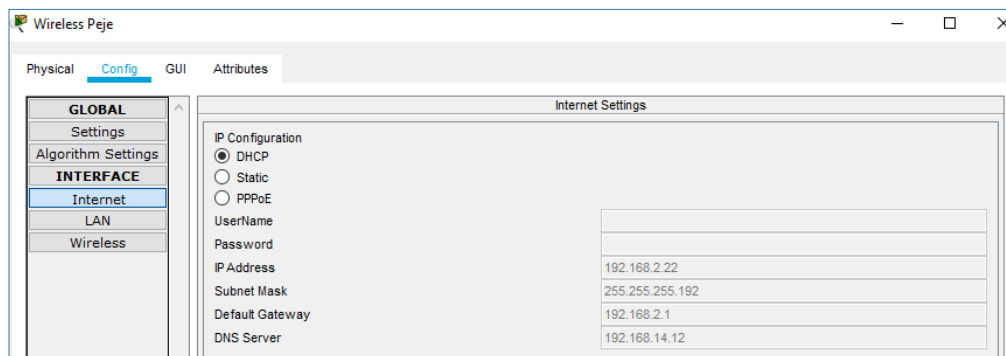 Wireless Peje
Physical Config GUI Attributes
GLOBAL
Settings
Algorithm Settings
INTERFACE
Internet
LAN
Wireless
Internet Settings
IP Configuration
DHCP
Static
PPPoE
UserName
Password
IP Address 192.168.2.22
Subnet Mask 255.255.255.192
Default Gateway 192.168.2.1
DNS Server 192.168.14.12